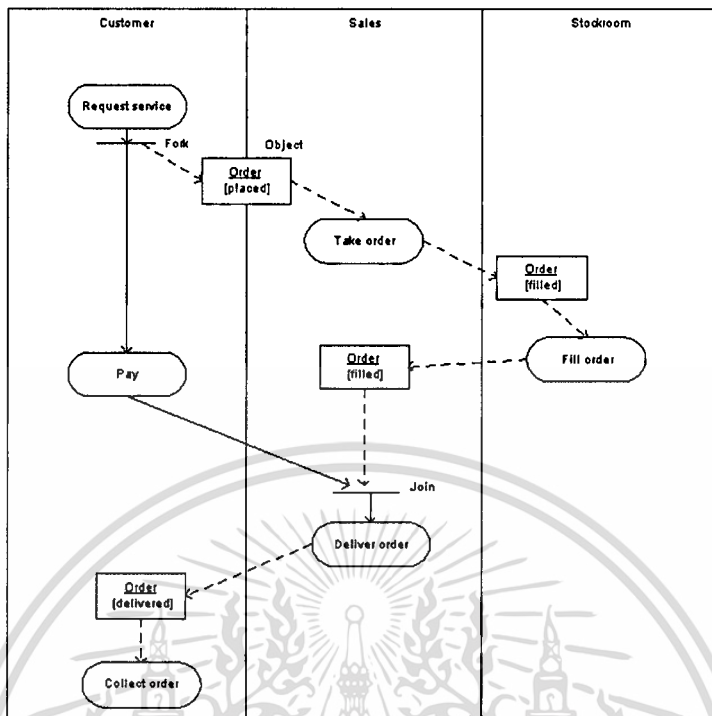 Customer
Sales
Stockroom
Request service
Fork
Object
Order
[placed]
Take order
Order
[filled]
Order
[filled]
Fill order
Pay
Join
Deliver order
Order
[delivered]
Collect order